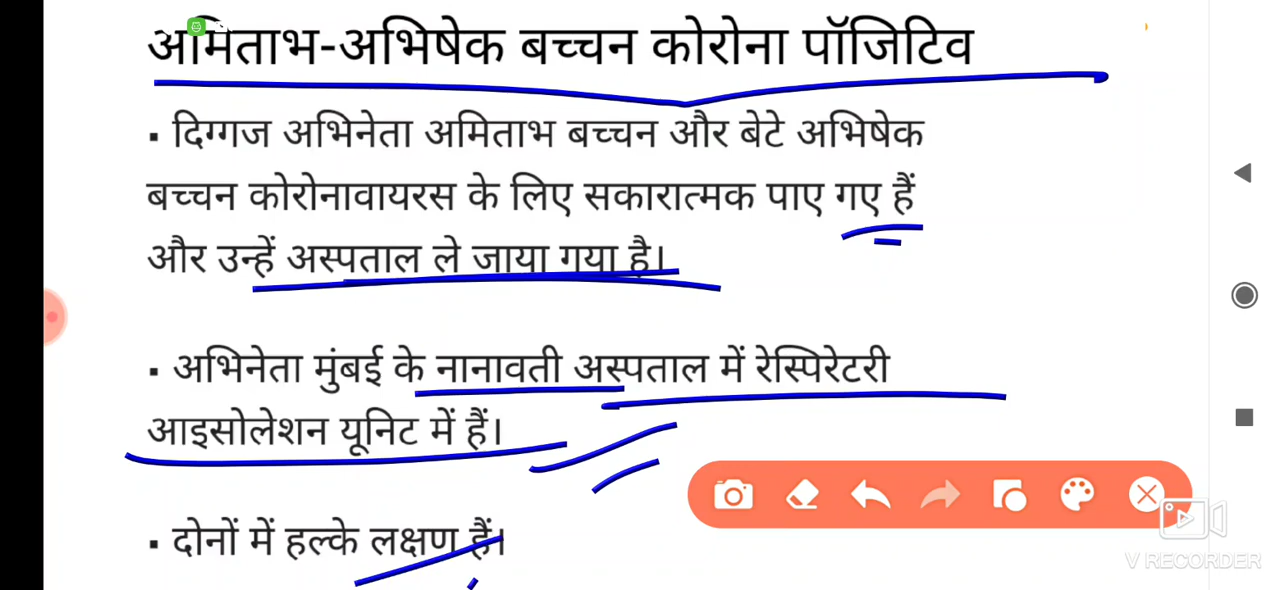 अमिताभ-अभिषेक बच्चन कोरोना पॉजिटिव
▪ दिग्गज अभिनेता अमिताभ बच्चन और बेटे अभिषेक
बच्चन कोरोनावायरस के लिए सकारात्मक पाए गए हैं
और उन्हें अस्पताल ले जाया गया है।
▪ अभिनेता मुंबई के नानावती अस्पताल में रेस्पिरेटरी
आइसोलेशन यूनिट में हैं।
▪ दोनों में हल्के लक्षण हैं।
V RECORDER